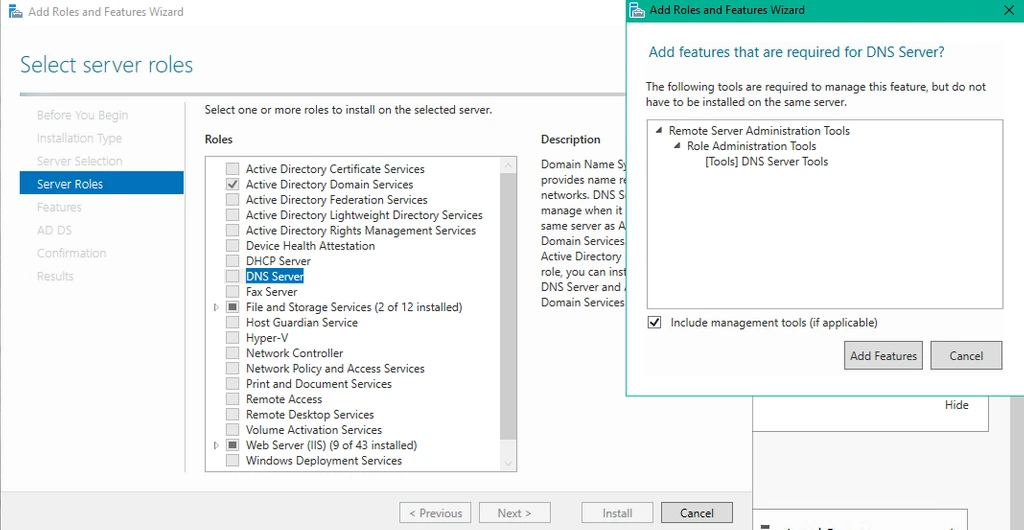 Add Roles and Features Wizard
Select server roles
Before You Begin
Installation Type
Server Selection
Server Roles
Features
AD DS
Confirmation
Results
Select one or more roles to install on the selected server.
Roles
Active Directory Certificate Services
Active Directory Domain Services
Active Directory Federation Services
Active Directory Lightweight Directory Services
Active Directory Rights Management Services
Device Health Attestation
DHCP Server
DNS Server
Fax Server
File and Storage Services (2 of 12 installed)
Host Guardian Service
Hyper-V
Network Controller
Network Policy and Access Services
Print and Document Services
Remote Access
Remote Desktop Services
Volume Activation Services
Web Server (IIS) (9 of 43 installed)
Windows Deployment Services
Description
Domain Name Sy
provides name re
networks. DNS S
manage when it
same server as A
Domain Services.
Active Directory
role, you can inst
DNS Server and A
Domain Services
< Previous
Next >
Install
Cancel
Add Roles and Features Wizard
Add features that are required for DNS Server?
The following tools are required to manage this feature, but do not
have to be installed on the same server.
Remote Server Administration Tools
Role Administration Tools
[Tools] DNS Server Tools
Include management tools (if applicable)
Add Features
Cancel
Hide